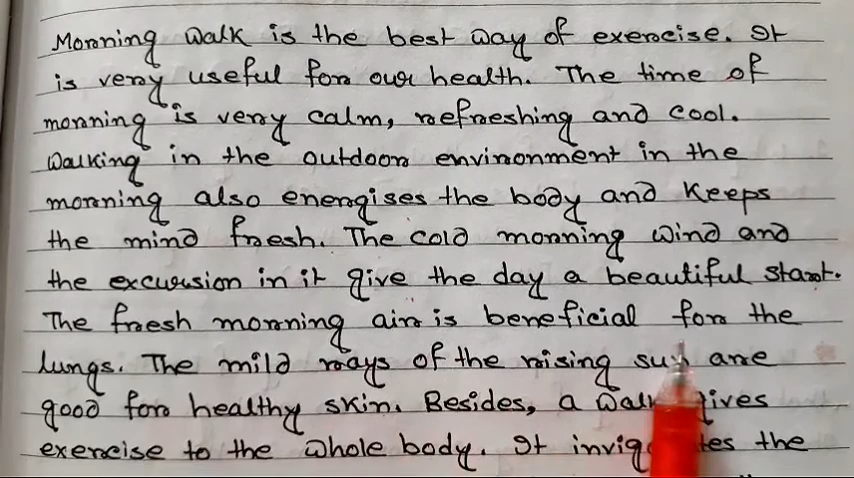 Morning walk is the best way of exercise. It
is very useful for our health. The time of
morning is very calm, refreshing and cool.
Walking in the outdoor environment in the
morning also energises the body and keeps
the mind fresh. The cold morning wind and
the excursion in it give the day a beautiful start.
The fresh morning air is beneficial for the
lungs. The mild rays of the rising sun are
good for healthy skin. Besides, a walk gives
exercise to the whole body. It the